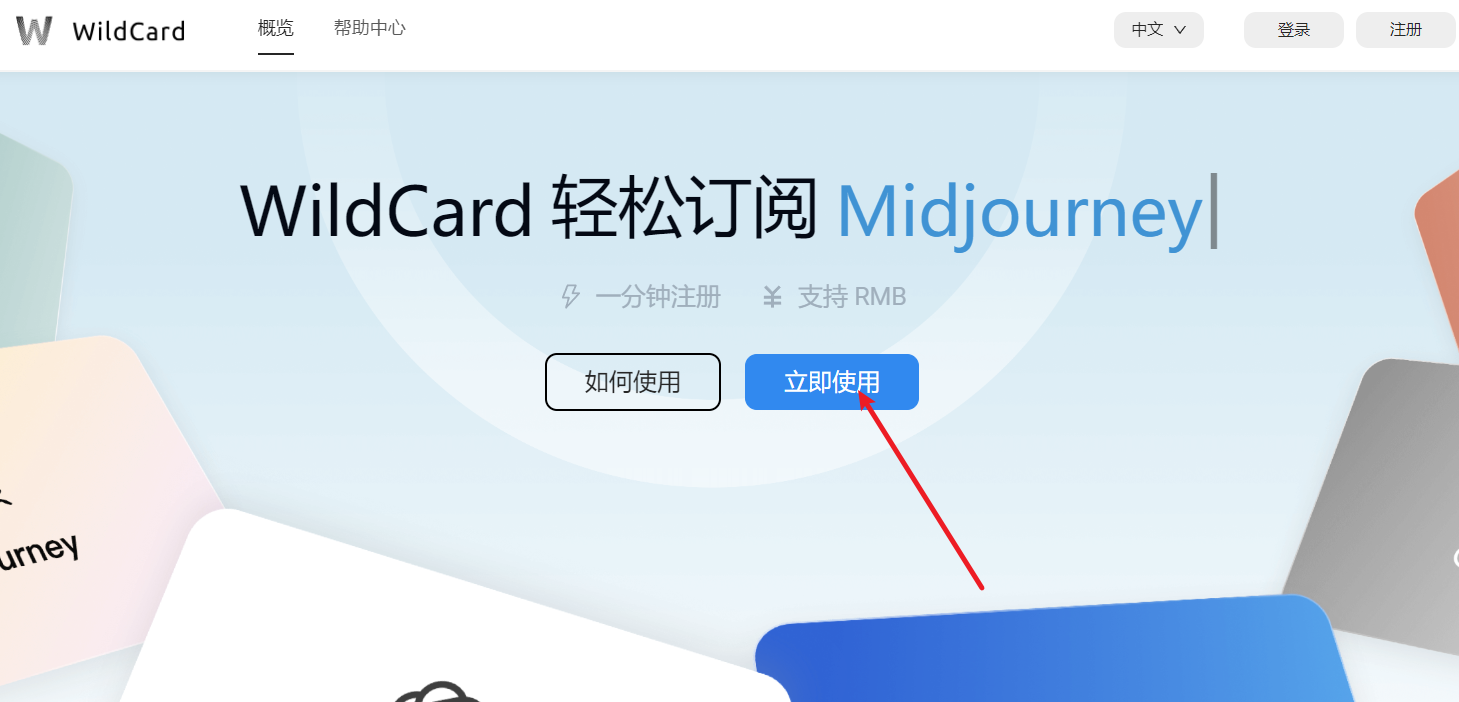 W WildCard 概览 帮助中心 中文 登录 注册
WildCard 轻松订阅 Midjourney
一分钟注册 ¥ 支持 RMB
如何使用 立即使用
urney